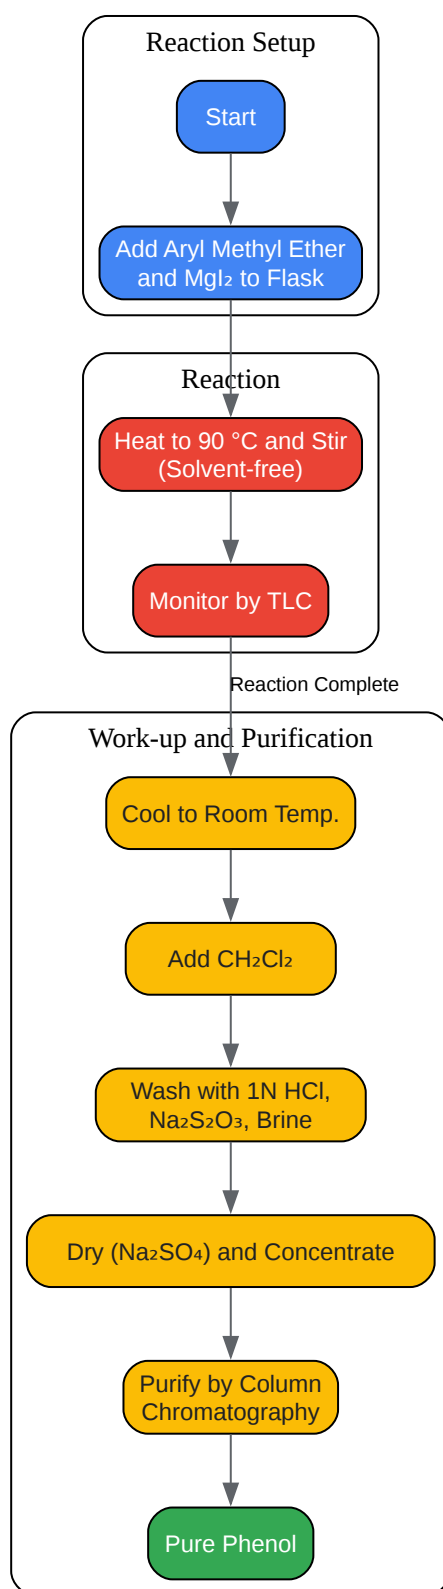 Reaction Setup
Start
Add Aryl Methyl Ether
and MgI₂ to Flask
Reaction
Heat to 90 °C and Stir
(Solvent-free)
Monitor by TLC
Reaction Complete
Work-up and Purification
Cool to Room Temp.
Add CH₂Cl₂
Wash with 1N HCl,
Na₂S₂O₃, Brine
Dry (Na₂SO₄) and Concentrate
Purify by Column
Chromatography
Pure Phenol